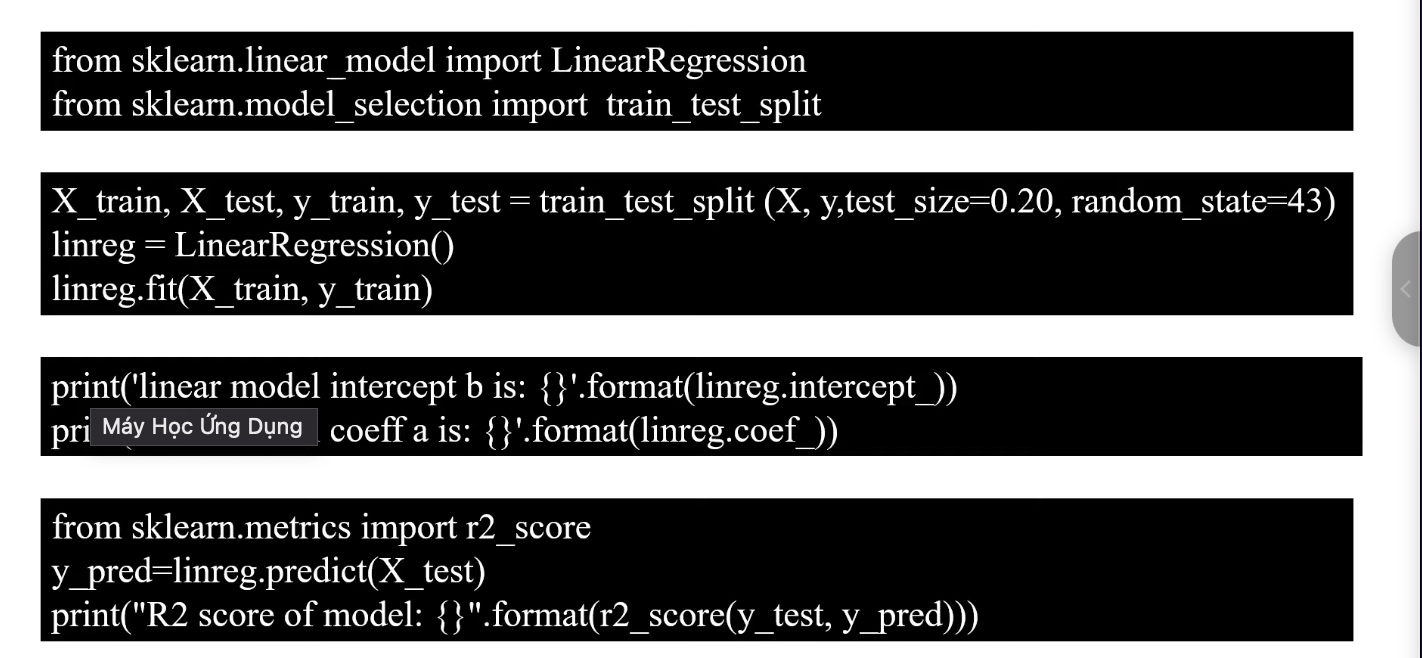 from sklearn.linear_model import LinearRegression
from sklearn.model_selection import  train_test_split
X_train, X_test, y_train, y_test = train_test_split (X, y,test_size=0.20, random_state=43)
linreg = LinearRegression()
linreg.fit(X_train, y_train)
print('linear model intercept b is: {}'.format(linreg.intercept_))
pri
Máy Học Ứng Dụng
coeff a is: {}'.format(linreg.coef_))
from sklearn.metrics import r2_score
y_pred=linreg.predict(X_test)
print("R2 score of model: {}".format(r2_score(y_test, y_pred)))